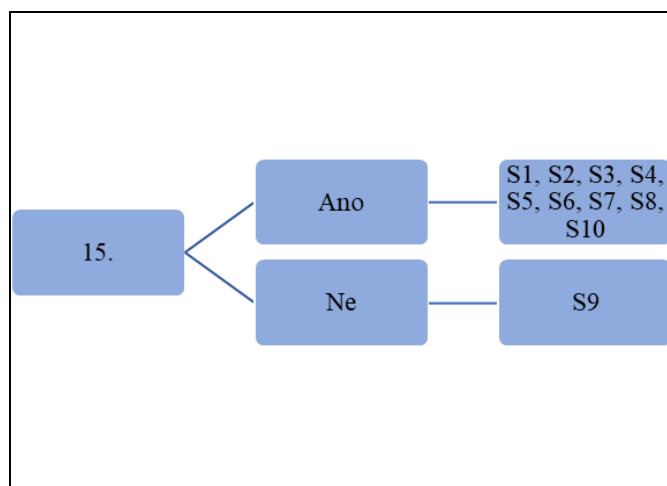 15.
Ano
S1, S2, S3, S4,
S5, S6, S7, S8,
S10
Ne
S9